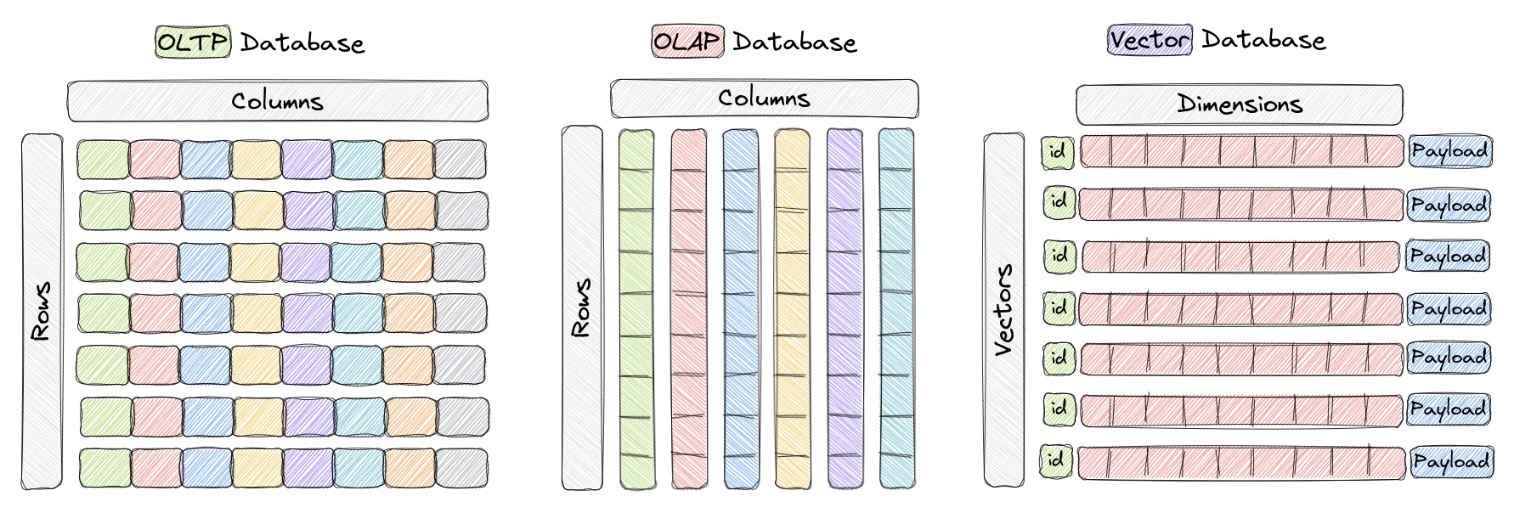 OLTP Database
Columns
Rows
OLAP Database
Columns
Rows
Vector Database
Dimensions
Vectors
id Payload
id Payload
id Payload
id Payload
id Payload
id Payload
id Payload